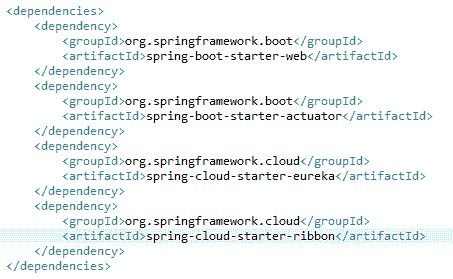 <dependencies>
    <dependency>
        <groupId>org.springframework.boot</groupId>
        <artifactId>spring-boot-starter-web</artifactId>
    </dependency>
    <dependency>
        <groupId>org.springframework.boot</groupId>
        <artifactId>spring-boot-starter-actuator</artifactId>
    </dependency>
    <dependency>
        <groupId>org.springframework.cloud</groupId>
        <artifactId>spring-cloud-starter-eureka</artifactId>
    </dependency>
    <dependency>
        <groupId>org.springframework.cloud</groupId>
        <artifactId>spring-cloud-starter-ribbon</artifactId>
    </dependency>
</dependencies>